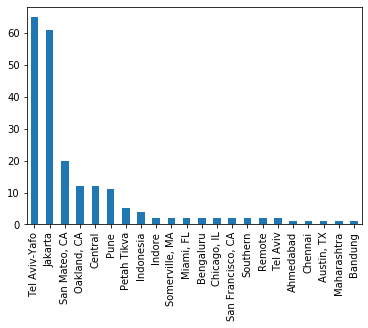 60
50
40
30
20
10
0
Tel Aviv-Yafo
Jakarta
San Mateo, CA
Oakland, CA
Central
Pune
Petah Tikva
Indonesia
Indore
Somerville, MA
Miami, FL
Bengaluru
Chicago, IL
San Francisco, CA
Southern
Remote
Tel Aviv
Ahmedabad
Chennai
Austin, TX
Maharashtra
Bandung